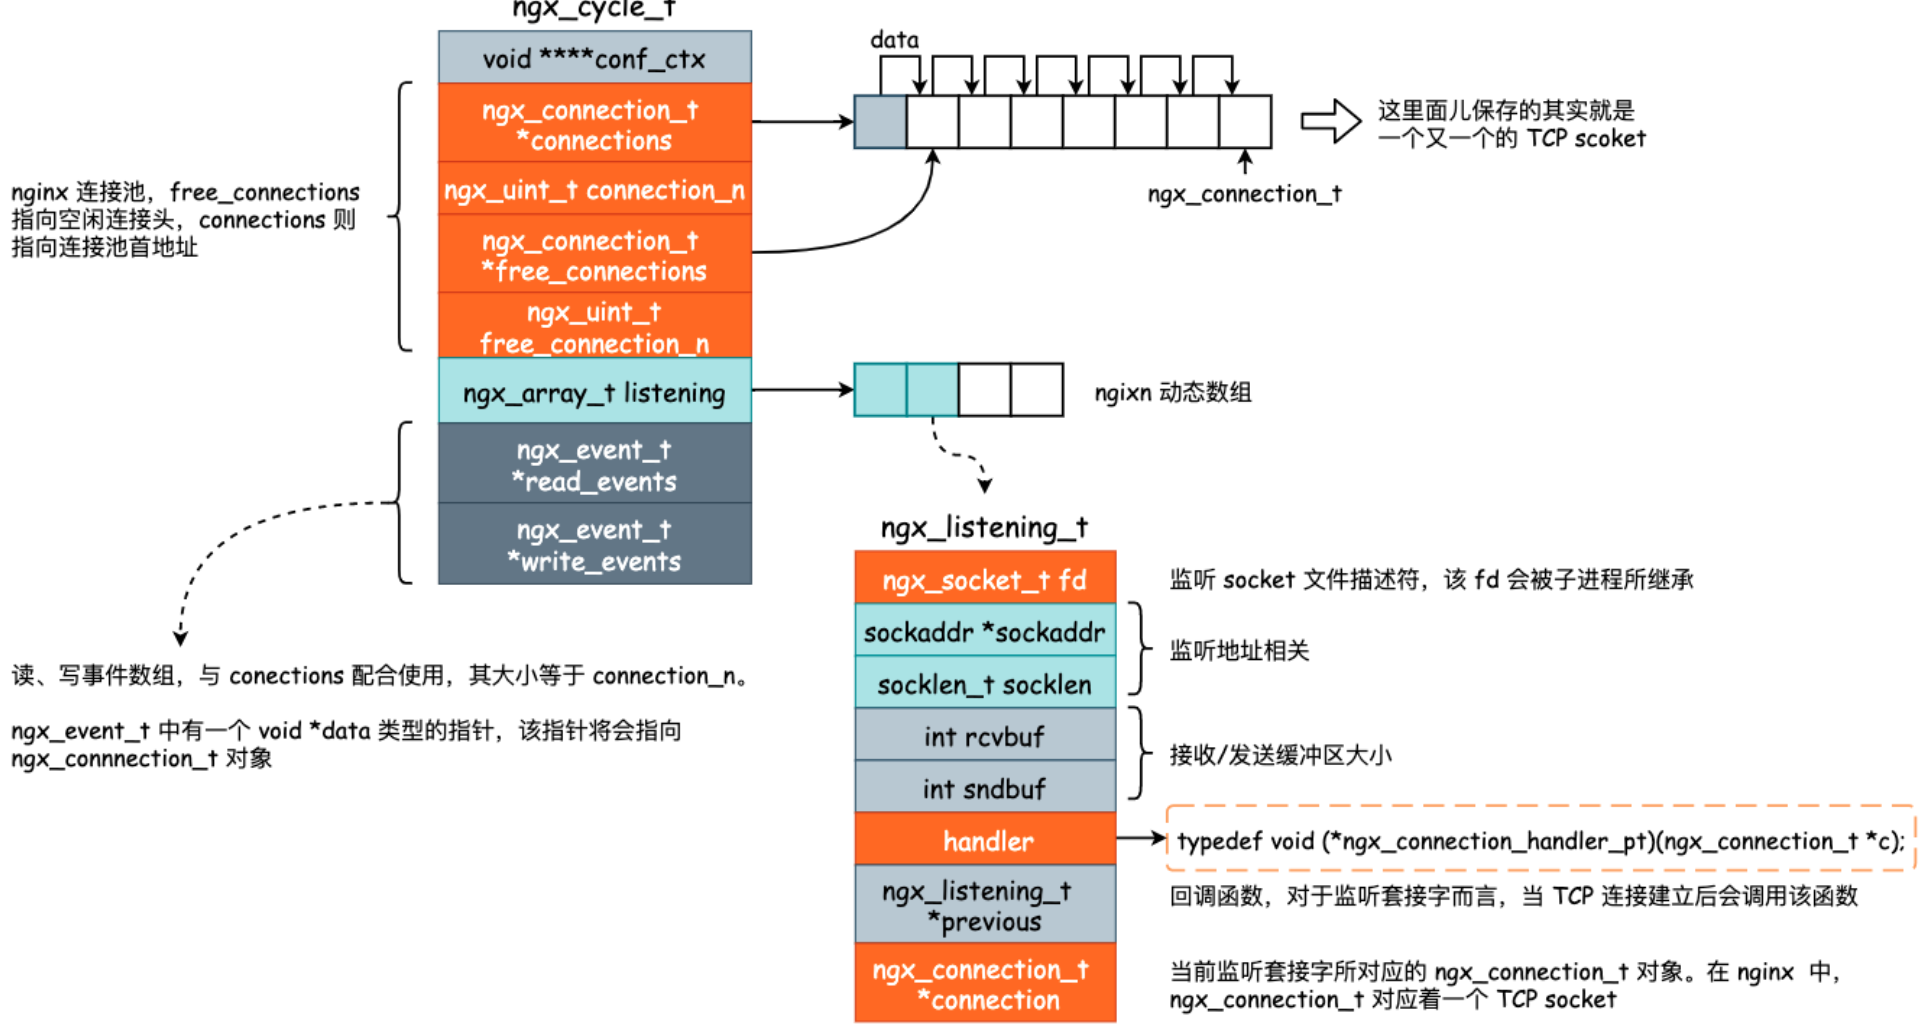 ngx_cycle_t
void ****conf_ctx
ngx_connection_t
*connections
ngx_uint_t connection_n
ngx_connection_t
*free_connections
ngx_uint_t
free_connection_n
ngx_array_t listening
ngx_event_t
*read_events
ngx_event_t
*write_events
nginx 连接池，free_connections
指向空闲连接头，connections 则
指向连接池首地址
data
ngx_connection_t
这里面儿保存的其实就是
一个又一个的 TCP scoket
ngixn 动态数组
读、写事件数组，与 conections 配合使用，其大小等于 connection_n。
ngx_event_t 中有一个 void *data 类型的指针，该指针将会指向
ngx_connnection_t 对象
ngx_listening_t
ngx_socket_t fd
监听 socket 文件描述符，该 fd 会被子进程所继承
sockaddr *sockaddr
socklen_t socklen
监听地址相关
int rcvbuf
int sndbuf
接收/发送缓冲区大小
handler
typedef void (*ngx_connection_handler_pt)(ngx_connection_t *c);
回调函数，对于监听套接字而言，当 TCP 连接建立后会调用该函数
ngx_listening_t
*previous
ngx_connection_t
*connection
当前监听套接字所对应的 ngx_connection_t 对象。在 nginx 中，
ngx_connection_t 对应着一个 TCP socket